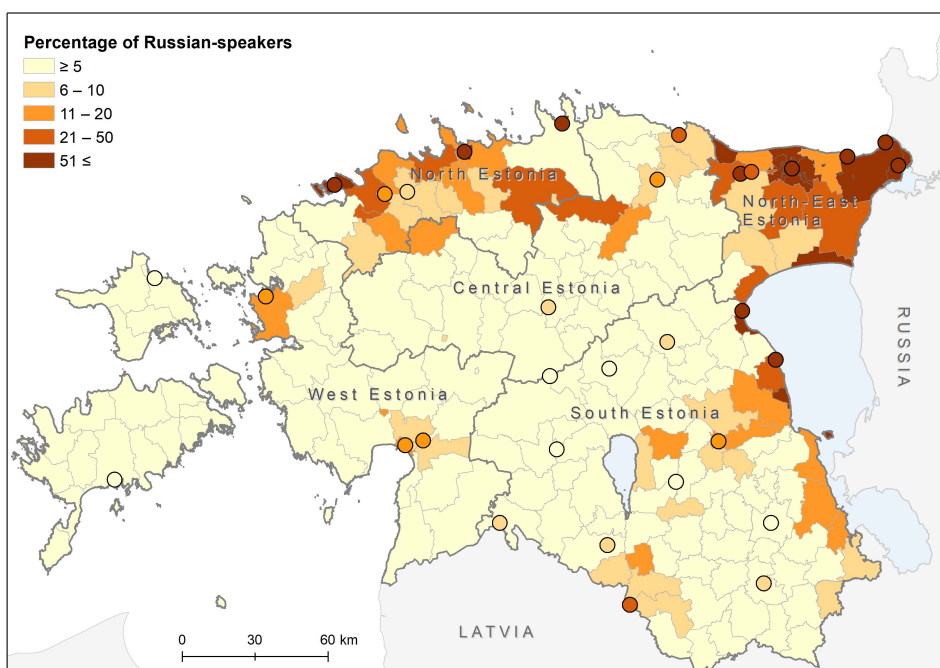 Percentage of Russian-speakers
≥ 5
6 – 10
11 – 20
21 – 50
51 ≤
North Estonia
North-East
Estonia
Central Estonia
RUSSIA
West Estonia
South Estonia
LATVIA
0 30 60 km